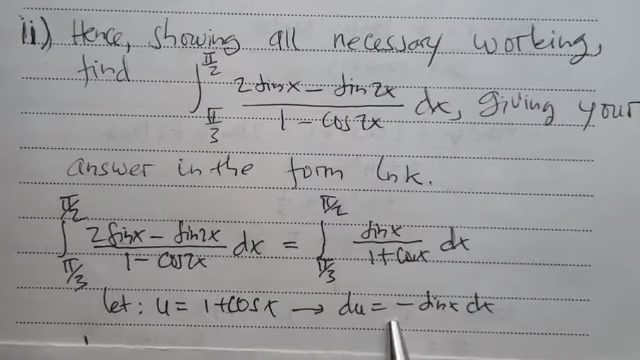 ii) Hence, showing all necessary working,
find ∫_{π/3}^{π/2} (2sinx − sin2x)/(1 − cos2x) dx, giving your
answer in the form lnk.
∫_{π/3}^{π/2} (2sinx − sin2x)/(1 − cos2x) dx = ∫_{π/3}^{π/2} sinx/(1 + cosx) dx
let: u = 1+cosx → du = −sinx dx